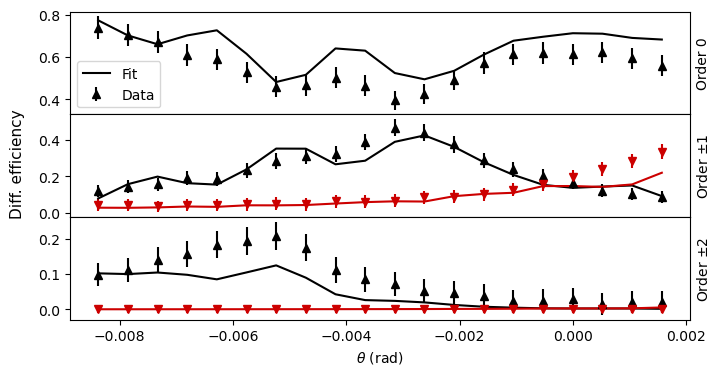 Diff. efficiency
0.8
0.6
0.4
Fit
Data
Order 0
0.4
0.2
0.0
Order ±1
0.2
0.1
0.0
Order ±2
−0.008 −0.006 −0.004 −0.002 0.000 0.002
θ (rad)